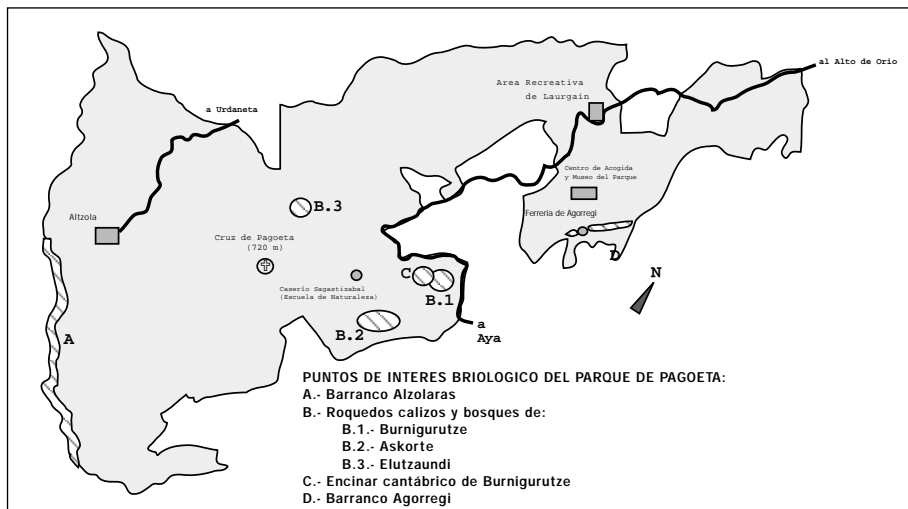 al Alto de Orio
Area Recreativa
de Laurgain
a Urdaneta
Centro de Acogida
y Museo del Parque
Altzola
B.3
Ferreria de Agorregi
Cruz de Pagoeta
(720 m)
D
N
C
Caserío Sagastizabal
(Escuela de Naturaleza)
B.1
A
B.2
a
Aya
PUNTOS DE INTERES BRIOLOGICO DEL PARQUE DE PAGOETA:
A.- Barranco Alzolaras
B.- Roquedos calizos y bosques de:
B.1.- Burnigurutze
B.2.- Askorte
B.3.- Elutzaundi
C.- Encinar cantábrico de Burnigurutze
D.- Barranco Agorregi